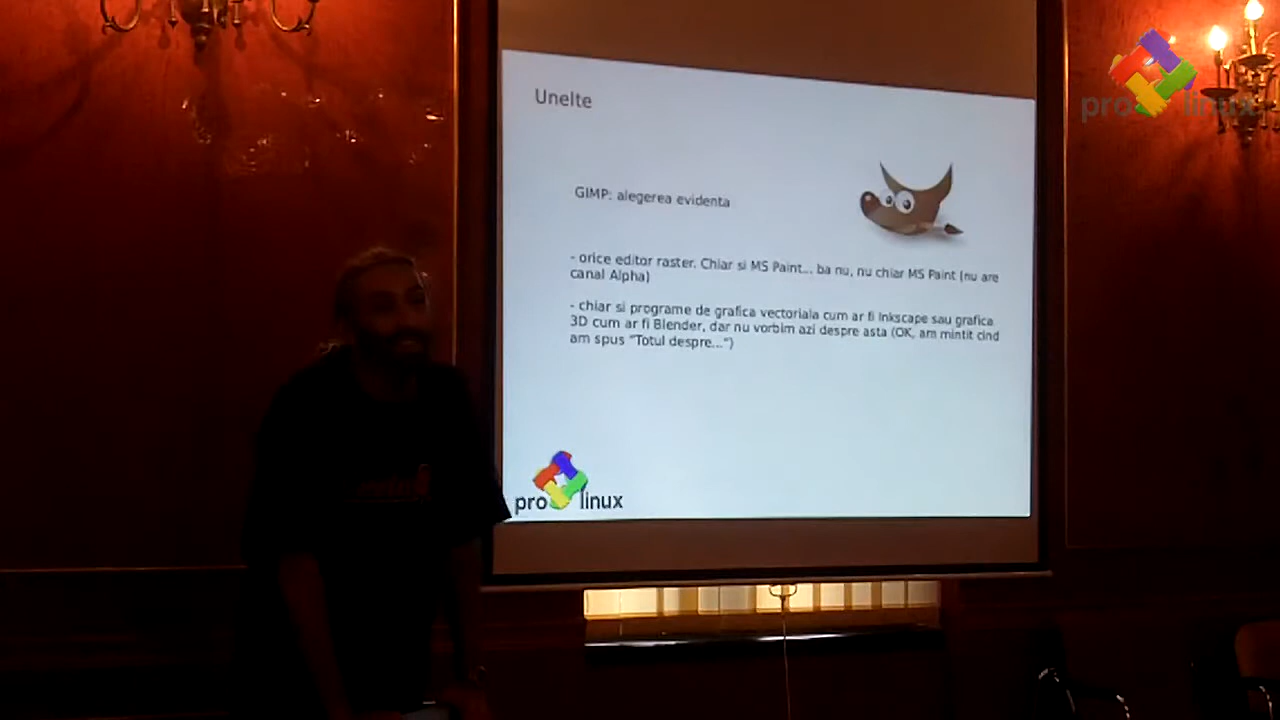 pro linux
Unelte
GIMP: alegerea evidenta
- orice editor raster. Chiar si MS Paint... ba nu, nu chiar MS Paint (nu are
canal Alpha)
- chiar si programe de grafica vectoriala cum ar fi Inkscape sau grafica
3D cum ar fi Blender, dar nu vorbim azi despre asta (OK, am mintit cind
am spus "Totul despre...")
pro linux